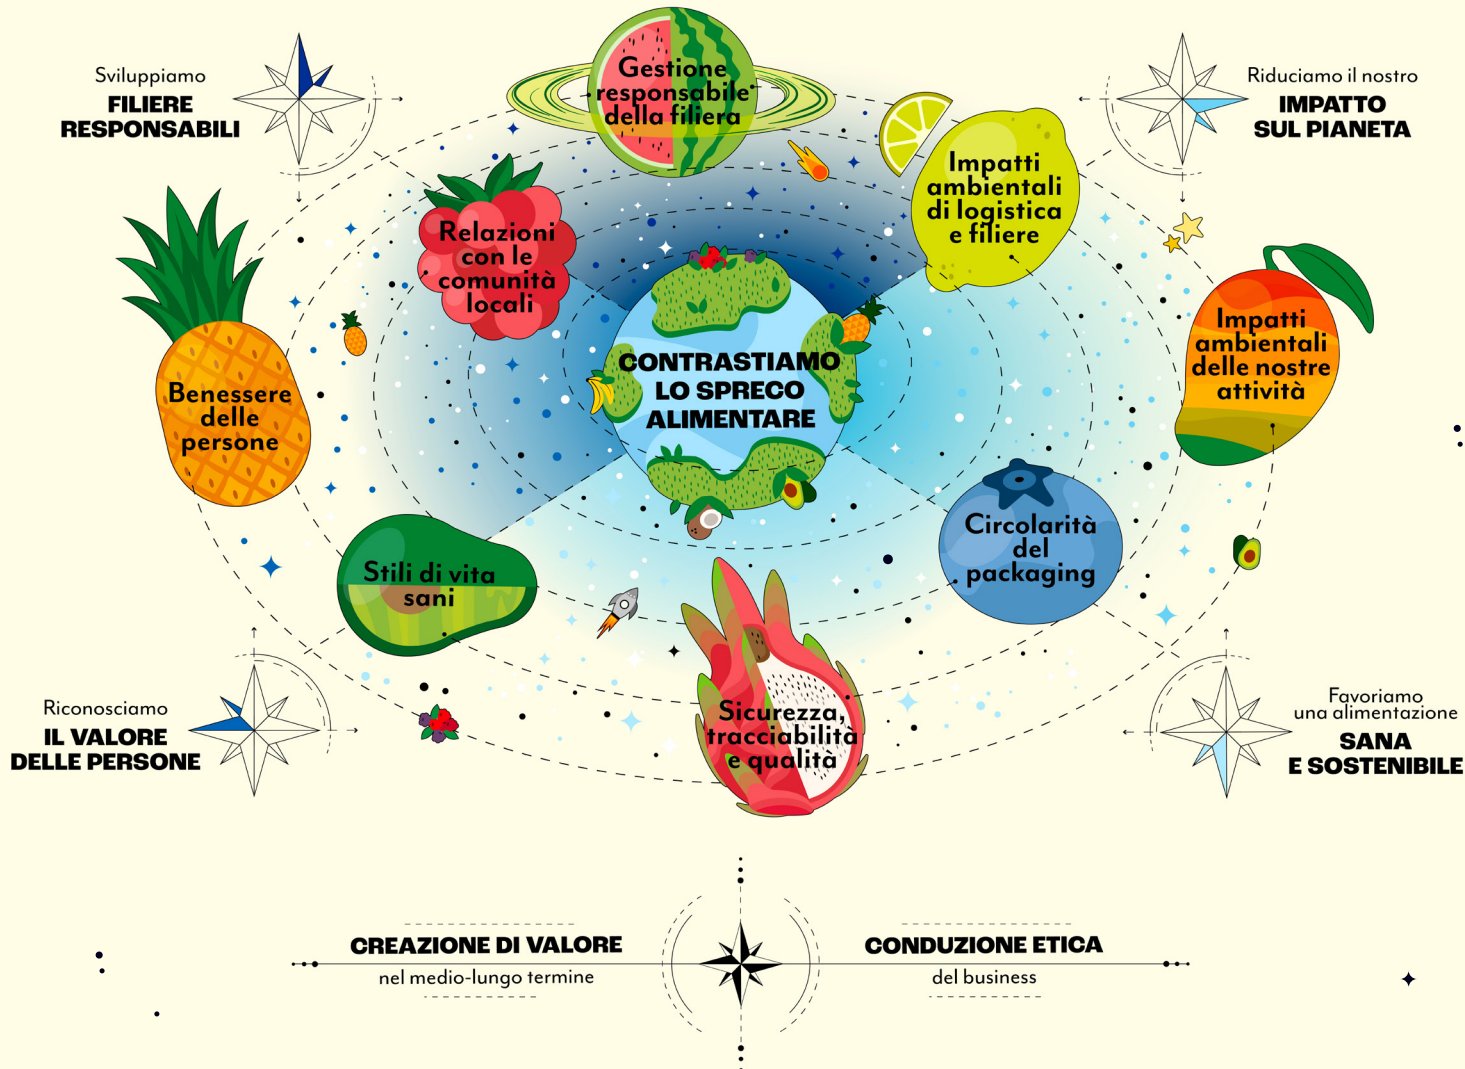 Sviluppiamo
FILIERE
RESPONSABILI
Gestione
responsabile
della filiera
Riduciamo il nostro
IMPATTO
SUL PIANETA
Relazioni
con le
comunità
locali
Impatti
ambientali
di logistica
e filiere
Benessere
delle
persone
CONTRASTIAMO
LO SPRECO
ALIMENTARE
Impatti
ambientali
delle nostre
attività
Stili di vita
sani
Circolarità
del
packaging
Sicurezza,
tracciabilità
e qualità
Riconosciamo
IL VALORE
DELLE PERSONE
Favoriamo
una alimentazione
SANA
E SOSTENIBILE
CREAZIONE DI VALORE
nel medio-lungo termine
CONDUZIONE ETICA
del business